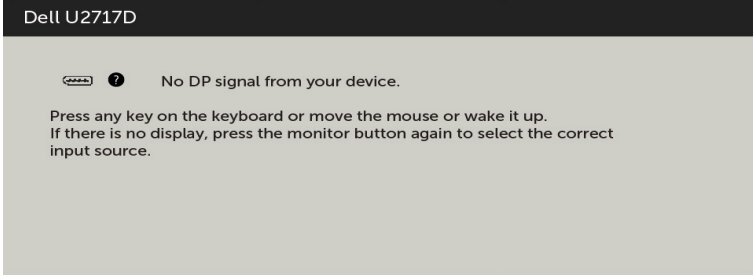 Dell U2717D
? No DP signal from your device.
Press any key on the keyboard or move the mouse or wake it up.
If there is no display, press the monitor button again to select the correct
input source.